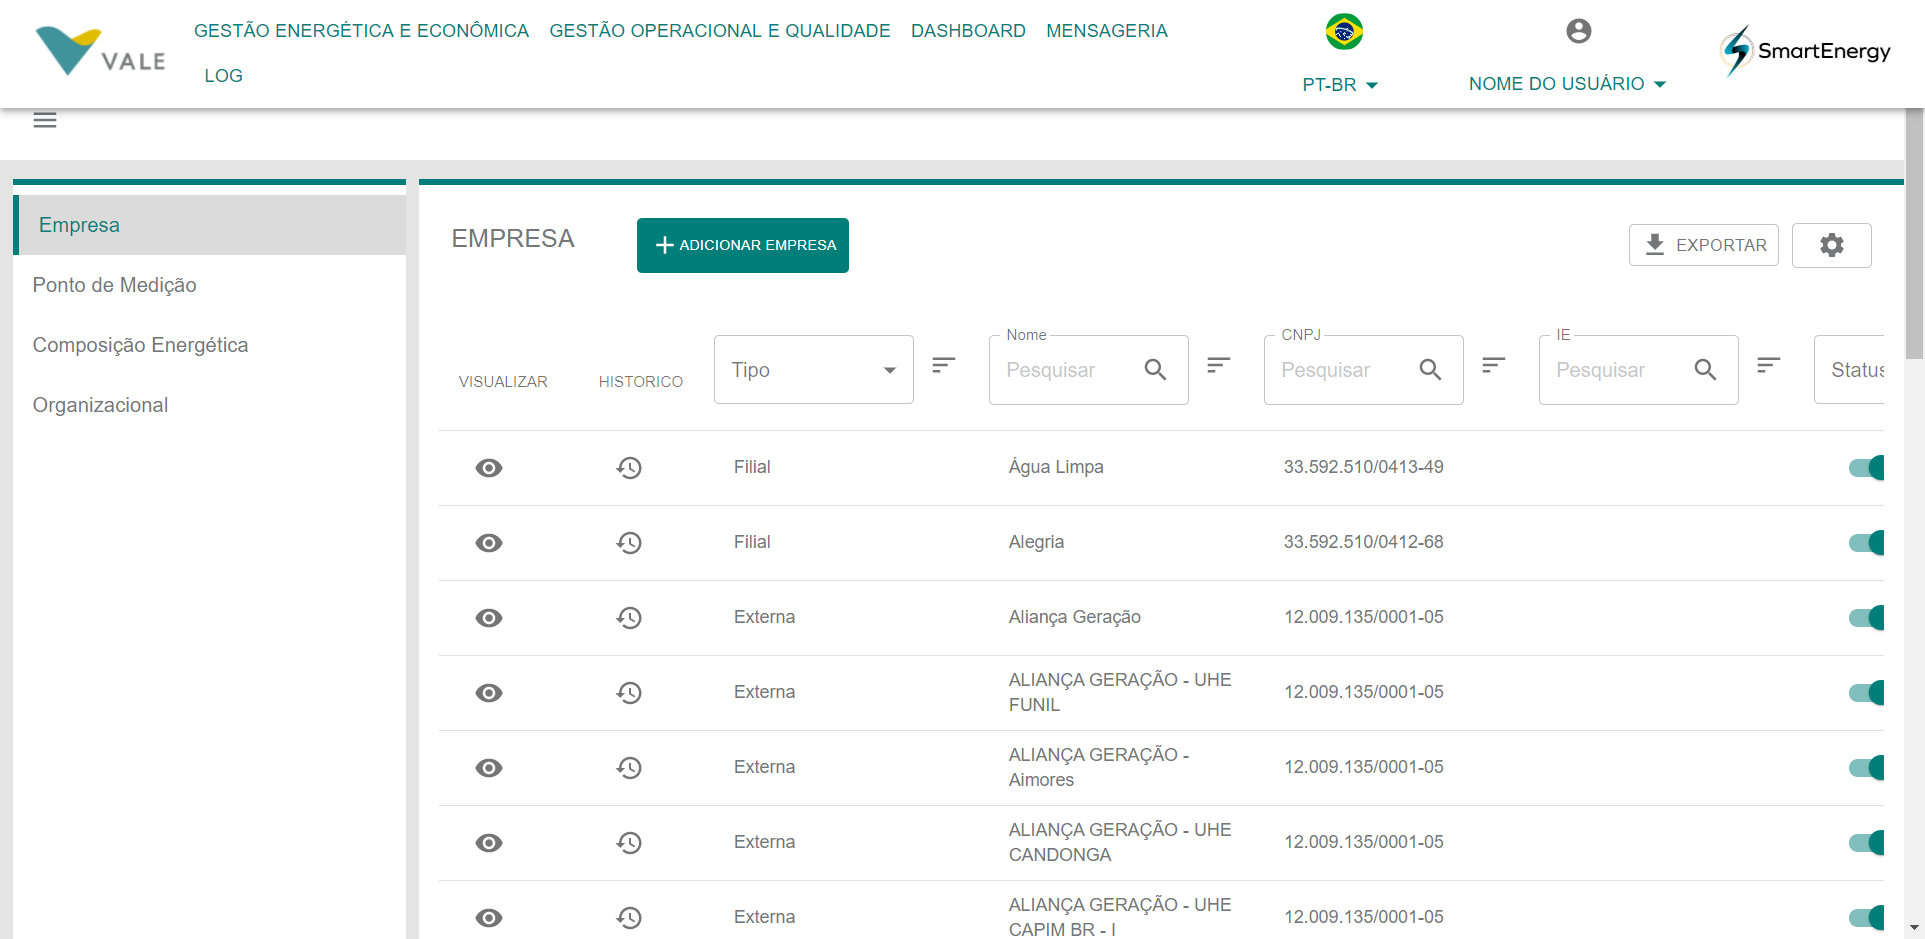 VALE
GESTÃO ENERGÉTICA E ECONÔMICA GESTÃO OPERACIONAL E QUALIDADE DASHBOARD MENSAGERIA
LOG
PT-BR
NOME DO USUÁRIO
SmartEnergy
Empresa
Ponto de Medição
Composição Energética
Organizacional
EMPRESA
ADICIONAR EMPRESA
EXPORTAR
VISUALIZAR
HISTORICO
Tipo
Nome
Pesquisar
CNPJ
Pesquisar
IE
Pesquisar
Status
Filial Água Limpa 33.592.510/0413-49
Filial Alegria 33.592.510/0412-68
Externa Aliança Geração 12.009.135/0001-05
Externa ALIANÇA GERAÇÃO - UHE 12.009.135/0001-05
FUNIL
Externa ALIANÇA GERAÇÃO - 12.009.135/0001-05
Aimores
Externa ALIANÇA GERAÇÃO - UHE 12.009.135/0001-05
CANDONGA
Externa ALIANÇA GERAÇÃO - UHE 12.009.135/0001-05
CAPIM BR - I